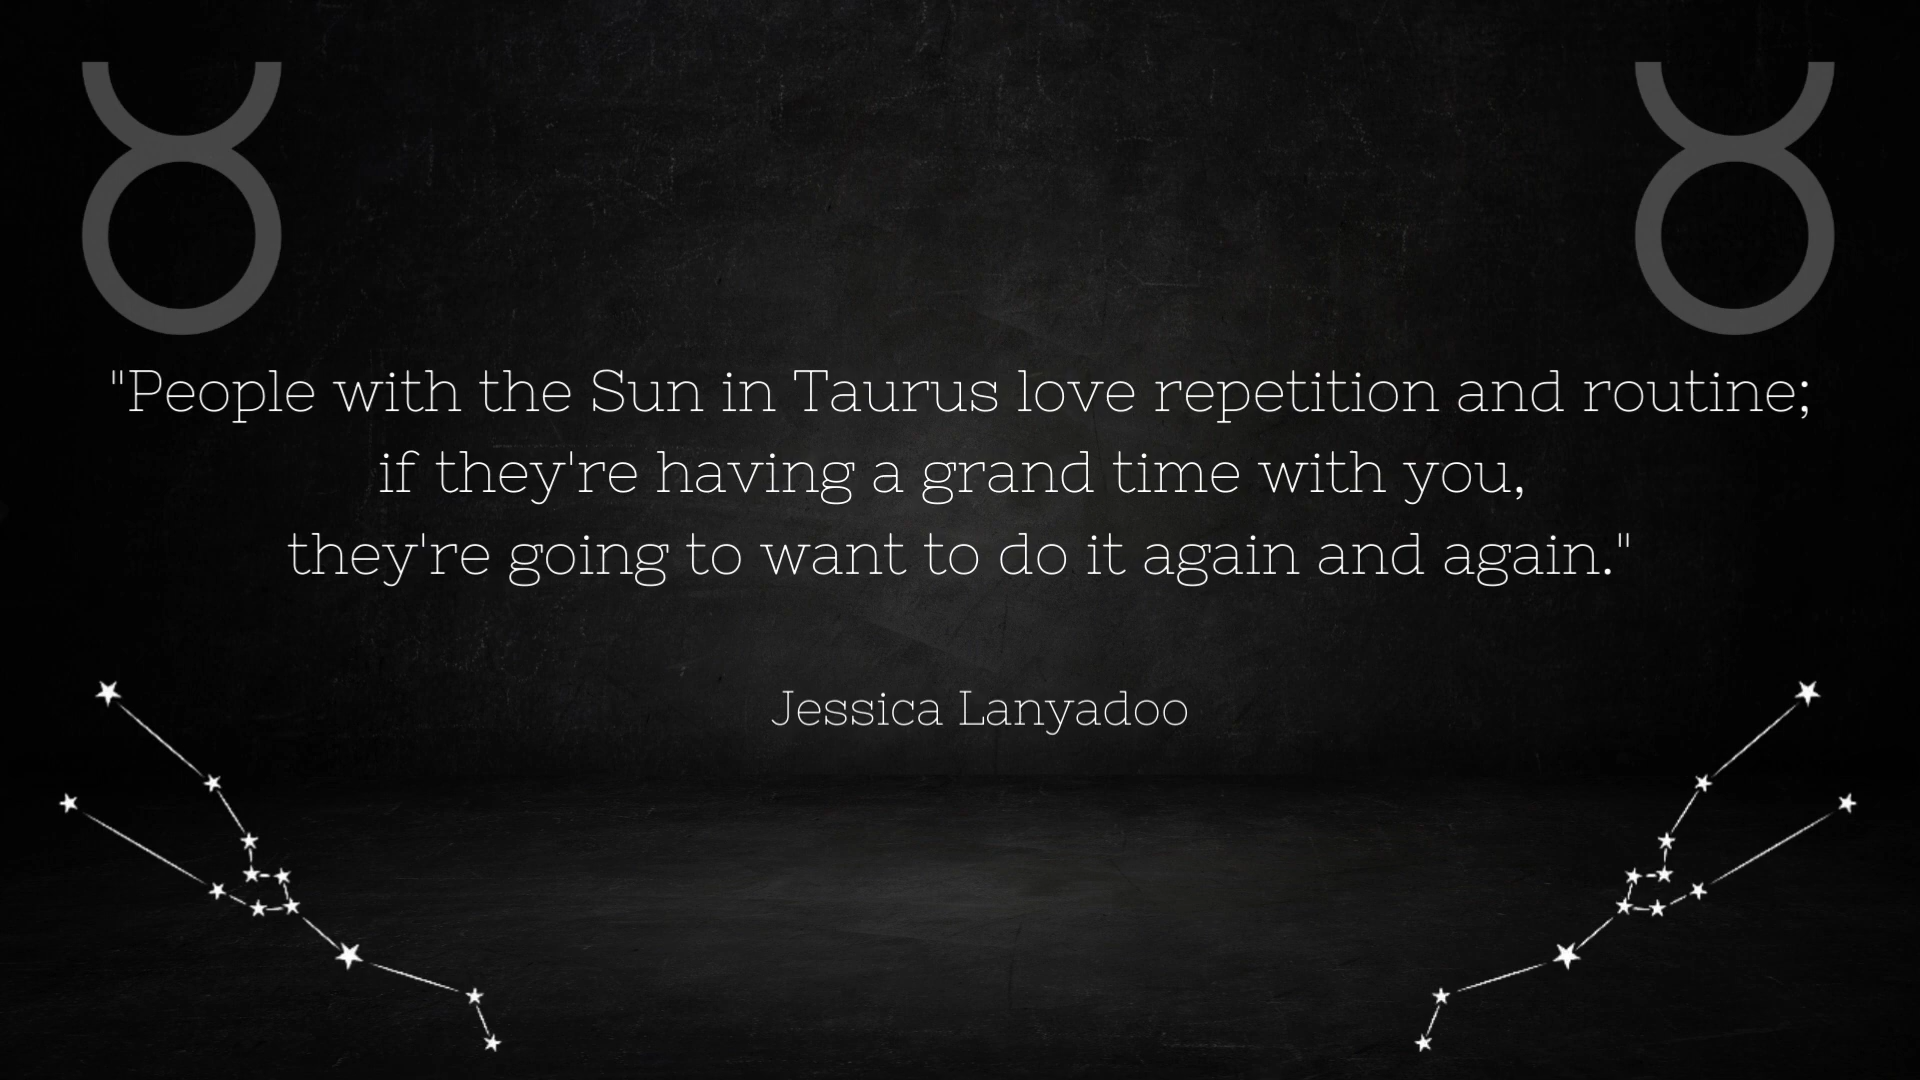 "People with the Sun in Taurus love repetition and routine;
if they're having a grand time with you,
they're going to want to do it again and again."
Jessica Lanyadoo